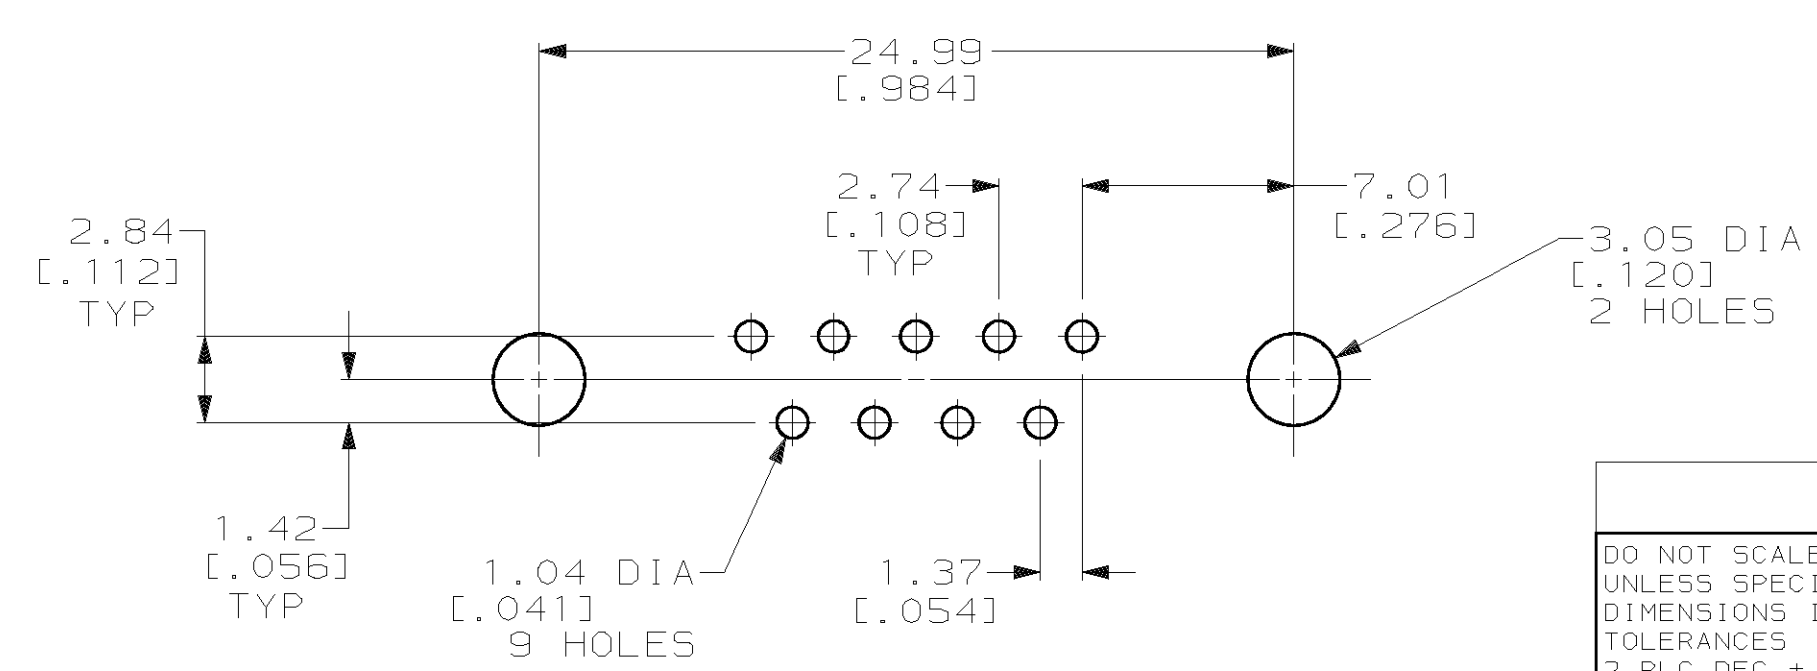 24.99
[.984]
2.74
[.108]
TYP
7.01
[.276]
2.84
[.112]
TYP
3.05 DIA
[.120]
2 HOLES
1.42
[.056]
TYP
1.04 DIA
[.041]
9 HOLES
1.37
[.054]
DO NOT SCALE
UNLESS SPECI
DIMENSIONS I
TOLERANCES
PLC DEC